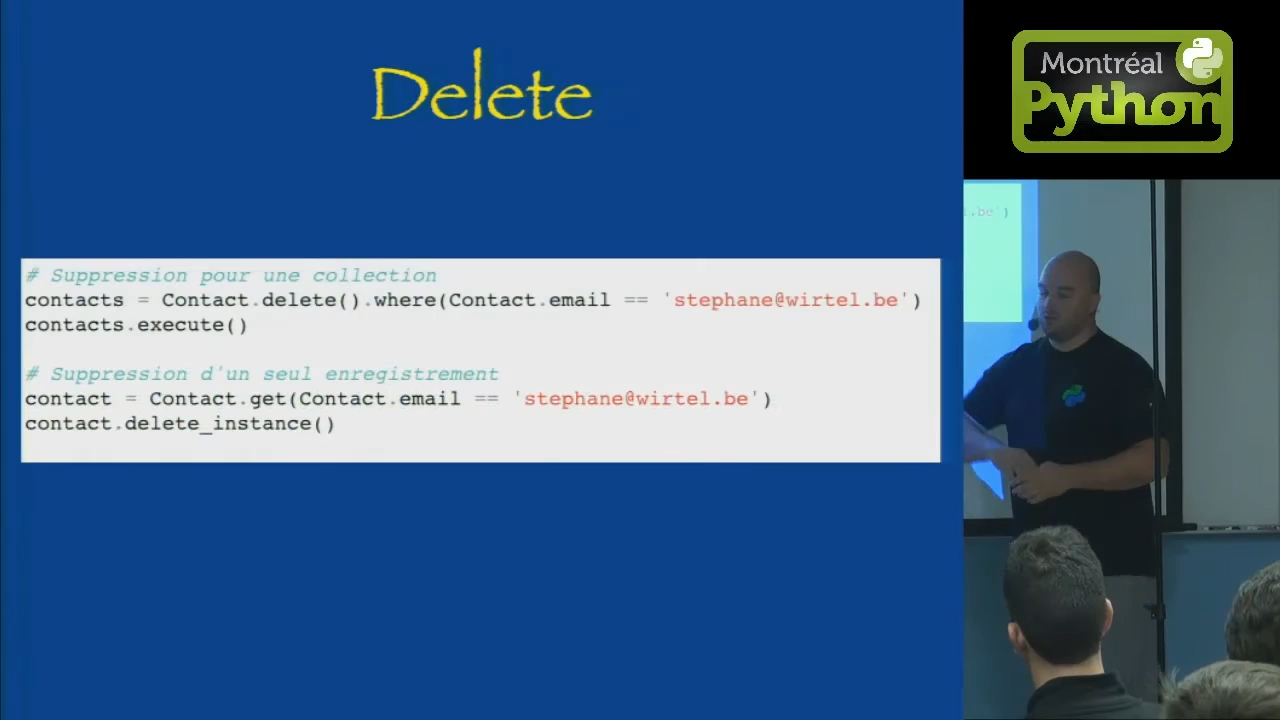 Delete
# Suppression pour une collection
contacts = Contact.delete().where(Contact.email == 'stephane@wirtel.be')
contacts.execute()
# Suppression d'un seul enregistrement
contact = Contact.get(Contact.email == 'stephane@wirtel.be')
contact.delete_instance()
Montréal
Python
.be')